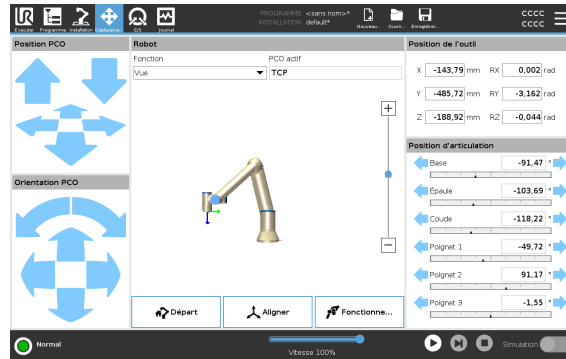 UR
Exécuter Programme Installation Déplaceme... E/S Journal
PROGRAMME <sans nom>*
INSTALLATION default*
Nouveau... Ouvrir... Enregistrer...
CCCC
CCCC
Position PCO
Robot
Position de l'outil
Fonction
PCO actif
Vue
TCP
X -143,79 mm RX 0,002 rad
Y -485,72 mm RY -3,162 rad
Z -188,92 mm RZ -0,044 rad
Position d'articulation
Base -91,47 °
Épaule -103,69 °
Coude -118,22 °
Poignet 1 -49,72 °
Poignet 2 91,17 °
Poignet 3 -1,55 °
Orientation PCO
Départ
Aligner
Fonctionne...
Normal
Vitesse 100%
Simulation